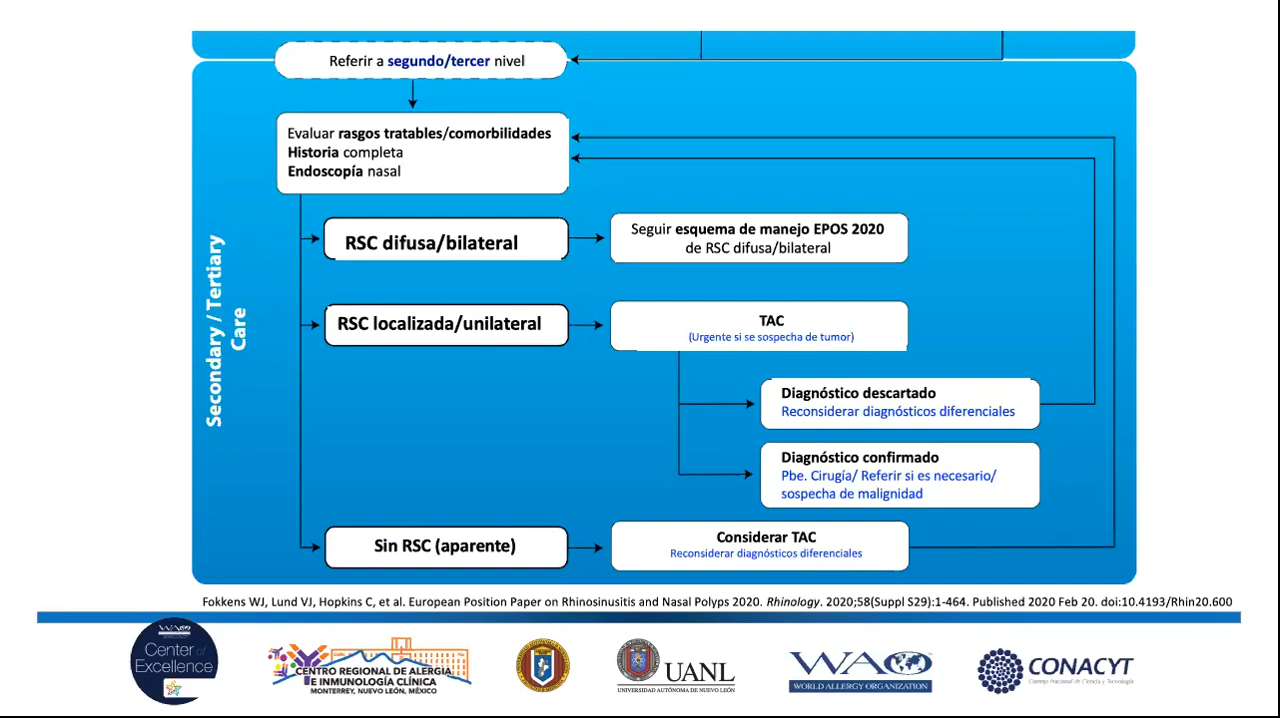 Referir a segundo/tercer nivel
Evaluar rasgos tratables/comorbilidades
Historia completa
Endoscopía nasal
Secondary / Tertiary
Care
RSC difusa/bilateral
Seguir esquema de manejo EPOS 2020
de RSC difusa/bilateral
RSC localizada/unilateral
TAC
(Urgente si se sospecha de tumor)
Diagnóstico descartado
Reconsiderar diagnósticos diferenciales
Diagnóstico confirmado
Pbe. Cirugía/ Referir si es necesario/
sospecha de malignidad
Sin RSC (aparente)
Considerar TAC
Reconsiderar diagnósticos diferenciales
Fokkens WJ, Lund VJ, Hopkins C, et al. European Position Paper on Rhinosinusitis and Nasal Polyps 2020. Rhinology. 2020;58(Suppl S29):1-464. Published 2020 Feb 20. doi:10.4193/Rhin20.600
WAO
Center of
Excellence
CENTRO REGIONAL DE ALERGIA
E INMUNOLOGÍA CLÍNICA
MONTERREY, NUEVO LEÓN, MÉXICO
UANL
UNIVERSIDAD AUTÓNOMA DE NUEVO LEÓN
WAO
WORLD ALLERGY ORGANIZATION
CONACYT
Consejo Nacional de Ciencia y Tecnología